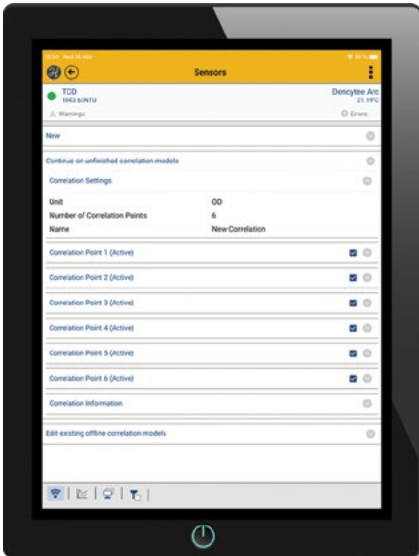 Sensors
TCD
Dencytee Arc
Warnings:
Errors:
New
Continue on unfinished correlation models
Correlation Settings
Unit OD
Number of Correlation Points 6
Name New Correlation
Correlation Point 1 (Active)
Correlation Point 2 (Active)
Correlation Point 3 (Active)
Correlation Point 4 (Active)
Correlation Point 5 (Active)
Correlation Point 6 (Active)
Correlation Information
Edit existing offline correlation models